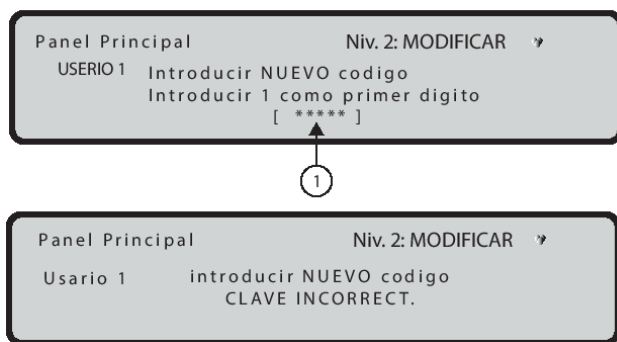 Panel Principal Niv. 2: MODIFICAR
USERIO 1 Introducir NUEVO codigo
Introducir 1 como primer digito
[ ***** ]
1
Panel Principal Niv. 2: MODIFICAR
Usario 1 introducir NUEVO codigo
CLAVE INCORRECT.